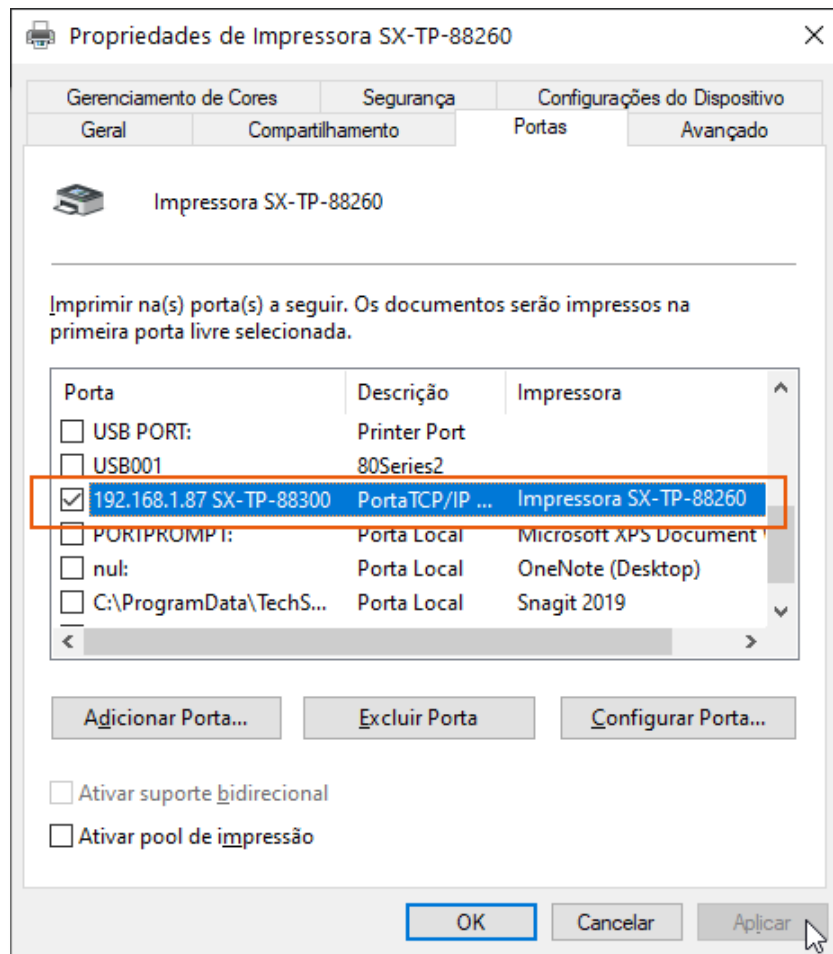 Propriedades de Impressora SX-TP-88260
Gerenciamento de Cores Segurança Configurações do Dispositivo
Geral Compartilhamento Portas Avançado
Impressora SX-TP-88260
Imprimir na(s) porta(s) a seguir. Os documentos serão impressos na
primeira porta livre selecionada.
Porta Descrição Impressora
USB PORT: Printer Port
USB001 80Series2
192.168.1.87 SX-TP-88300 PortaTCP/IP ... Impressora SX-TP-88260
PORTPROMPT: Porta Local Microsoft XPS Document
nul: Porta Local OneNote (Desktop)
C:\ProgramData\TechS... Porta Local Snagit 2019
Adicionar Porta... Excluir Porta Configurar Porta...
Ativar suporte bidirecional
Ativar pool de impressão
OK Cancelar Aplicar